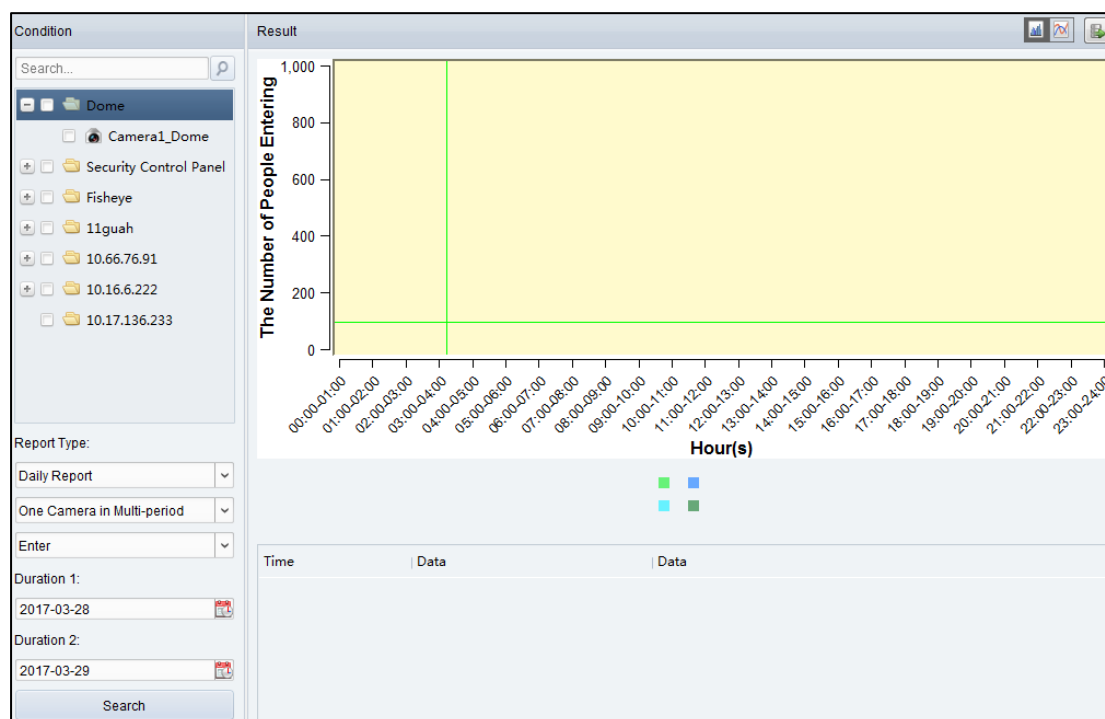 Condition
Search...
Dome
Camera1_Dome
Security Control Panel
Fisheye
11guah
10.66.76.91
10.16.6.222
10.17.136.233
Report Type:
Daily Report
One Camera in Multi-period
Enter
Duration 1:
2017-03-28
Duration 2:
2017-03-29
Search
Result
The Number of People Entering
1,000
800
600
400
200
0
00:00-01:00
01:00-02:00
02:00-03:00
03:00-04:00
04:00-05:00
05:00-06:00
06:00-07:00
07:00-08:00
08:00-09:00
09:00-10:00
10:00-11:00
11:00-12:00
12:00-13:00
13:00-14:00
14:00-15:00
15:00-16:00
16:00-17:00
17:00-18:00
18:00-19:00
19:00-20:00
20:00-21:00
21:00-22:00
22:00-23:00
23:00-24:00
Hour(s)
Time Data Data